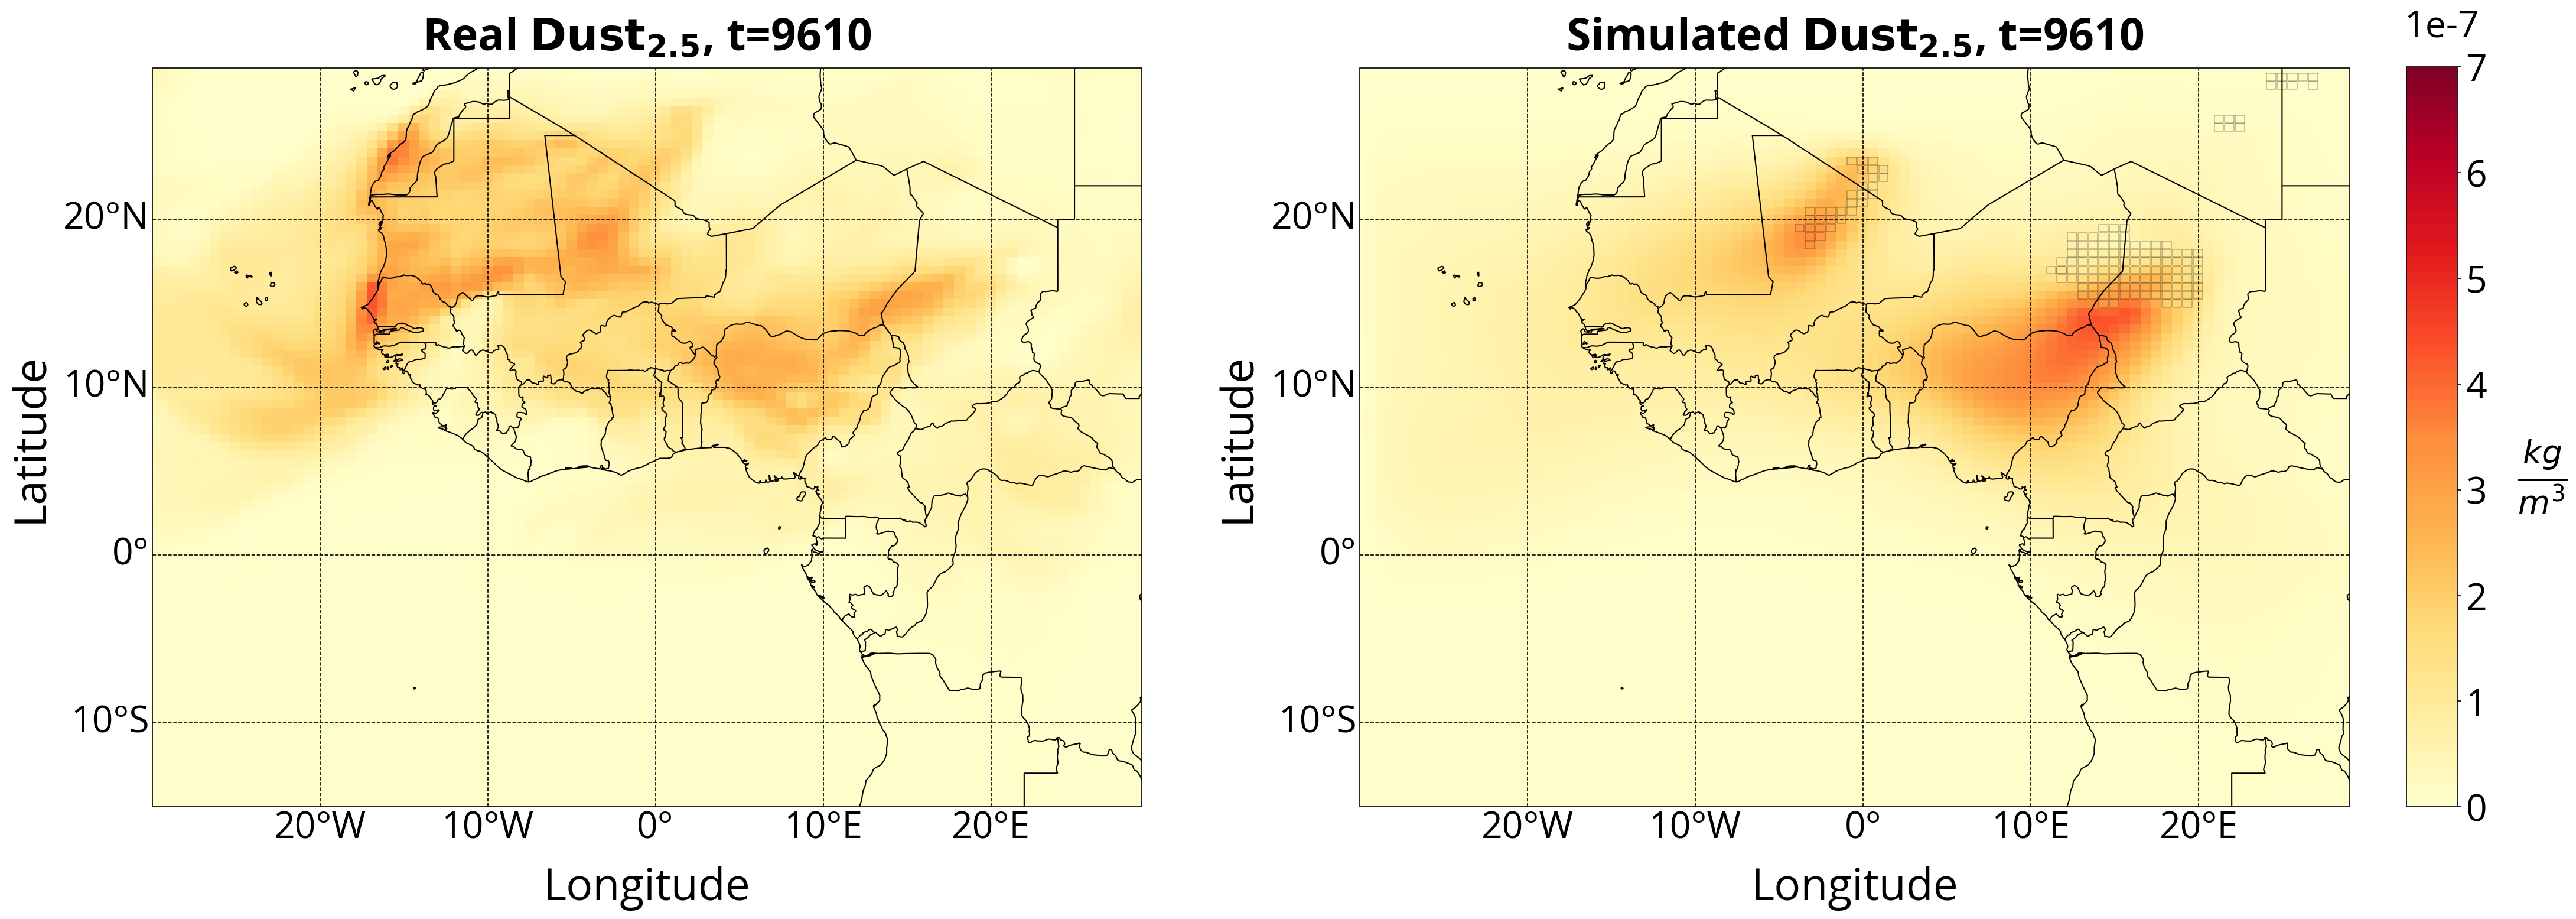 Real Dust2.5, t=9610
Latitude
20°N
10°N
0°
10°S
20°W 10°W 0° 10°E 20°E
Longitude
Simulated Dust2.5, t=9610
Latitude
20°N
10°N
0°
10°S
20°W 10°W 0° 10°E 20°E
Longitude
1e-7
7
6
5
4
3
2
1
0
kg
m3